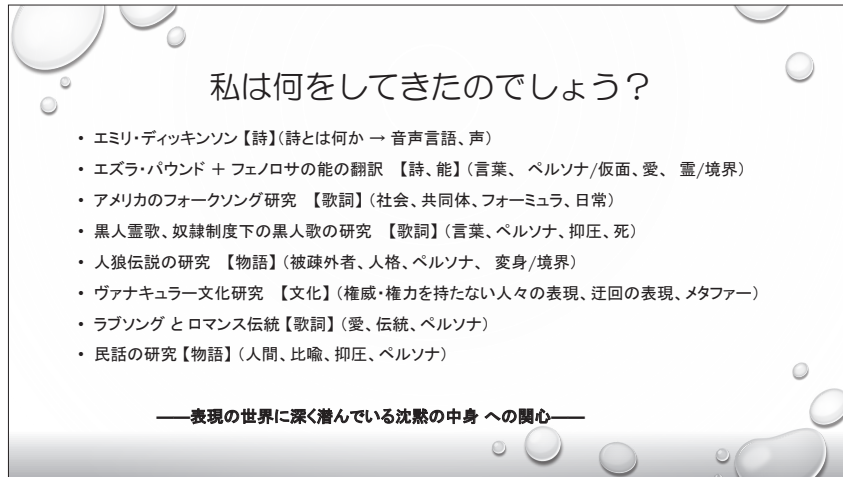 私は何をしてきたのでしょう？
• エミリ・ディッキンソン【詩】(詩とは何か → 音声言語、声)
• エズラ・パウンド + フェノロサの能の翻訳 【詩、能】(言葉、 ペルソナ/仮面、愛、 霊/境界)
• アメリカのフォークソング研究 【歌詞】(社会、共同体、フォーミュラ、日常)
• 黒人霊歌、奴隷制度下の黒人歌の研究 【歌詞】(言葉、ペルソナ、抑圧、死)
• 人狼伝説の研究 【物語】(被疎外者、人格、ペルソナ、 変身/境界)
• ヴァナキュラー文化研究 【文化】(権威・権力を持たない人々の表現、迂回の表現、メタファー)
• ラブソング と ロマンス伝統【歌詞】(愛、伝統、ペルソナ)
• 民話の研究【物語】(人間、比喩、抑圧、ペルソナ)
――表現の世界に深く潜んでいる沈黙の中身 への関心――